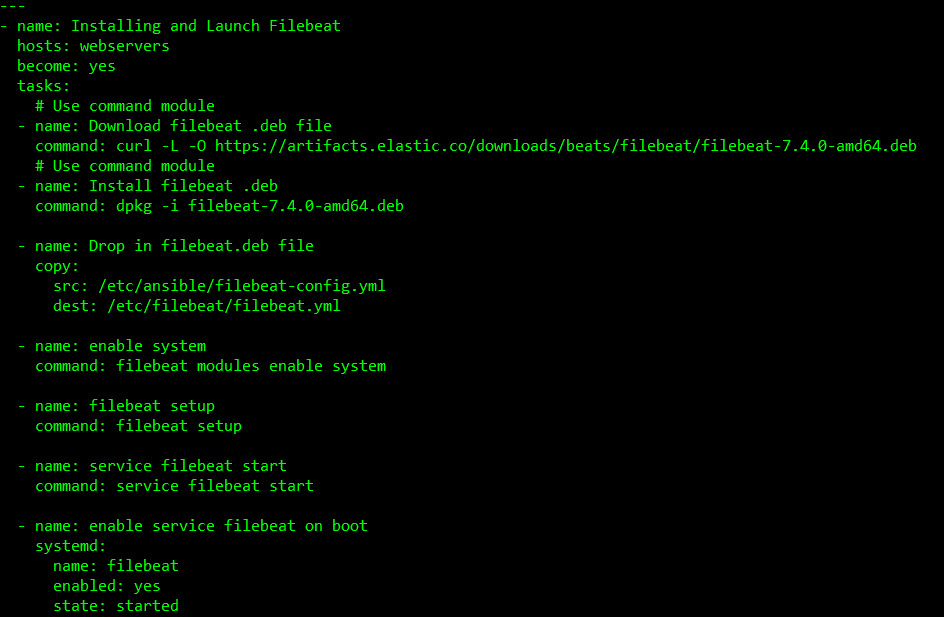 ---
- name: Installing and Launch Filebeat
  hosts: webservers
  become: yes
  tasks:
    # Use command module
  - name: Download filebeat .deb file
    command: curl -L -O https://artifacts.elastic.co/downloads/beats/filebeat/filebeat-7.4.0-amd64.deb
    # Use command module
  - name: Install filebeat .deb
    command: dpkg -i filebeat-7.4.0-amd64.deb

  - name: Drop in filebeat.deb file
    copy:
      src: /etc/ansible/filebeat-config.yml
      dest: /etc/filebeat/filebeat.yml

  - name: enable system
    command: filebeat modules enable system

  - name: filebeat setup
    command: filebeat setup

  - name: service filebeat start
    command: service filebeat start

  - name: enable service filebeat on boot
    systemd:
      name: filebeat
      enabled: yes
      state: started